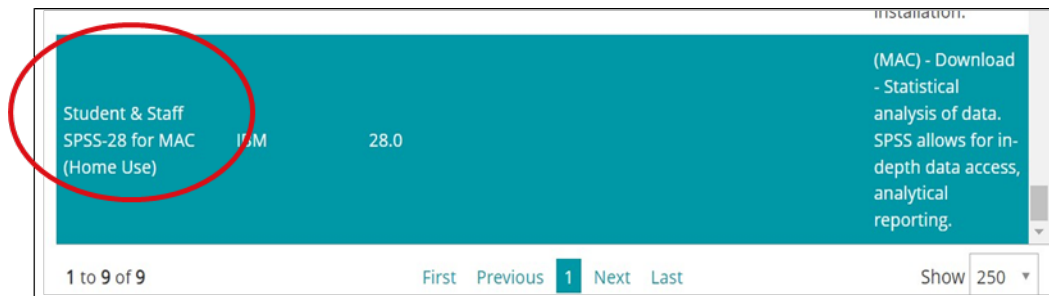 installation.
Student & Staff
SPSS-28 for MAC
(Home Use)
IBM
28.0
(MAC) - Download
- Statistical
analysis of data.
SPSS allows for in-
depth data access,
analytical
reporting.
1 to 9 of 9
First Previous 1 Next Last
Show 250